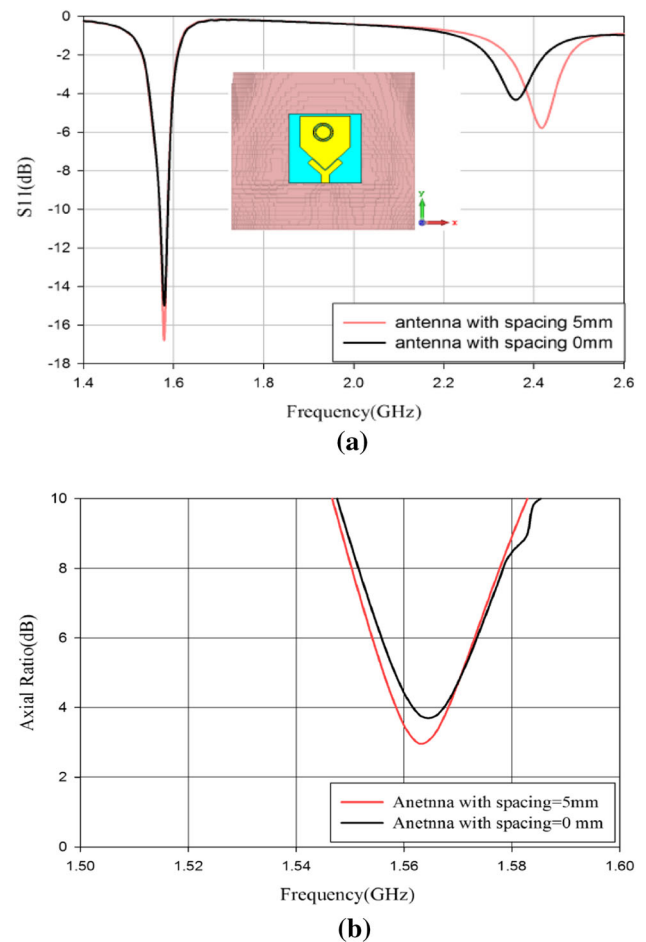 0
-2
-4
-6
-8
-10
-12
-14
-16
-18
S11(dB)
y
x
antenna with spacing 5mm
antenna with spacing 0mm
1.4 1.6 1.8 2.0 2.2 2.4 2.6
Frequency(GHz)
(a)
10
8
6
4
2
0
Axial Ratio(dB)
Anetnna with spacing=5mm
Anetnna with spacing=0 mm
1.50 1.52 1.54 1.56 1.58 1.60
Frequency(GHz)
(b)